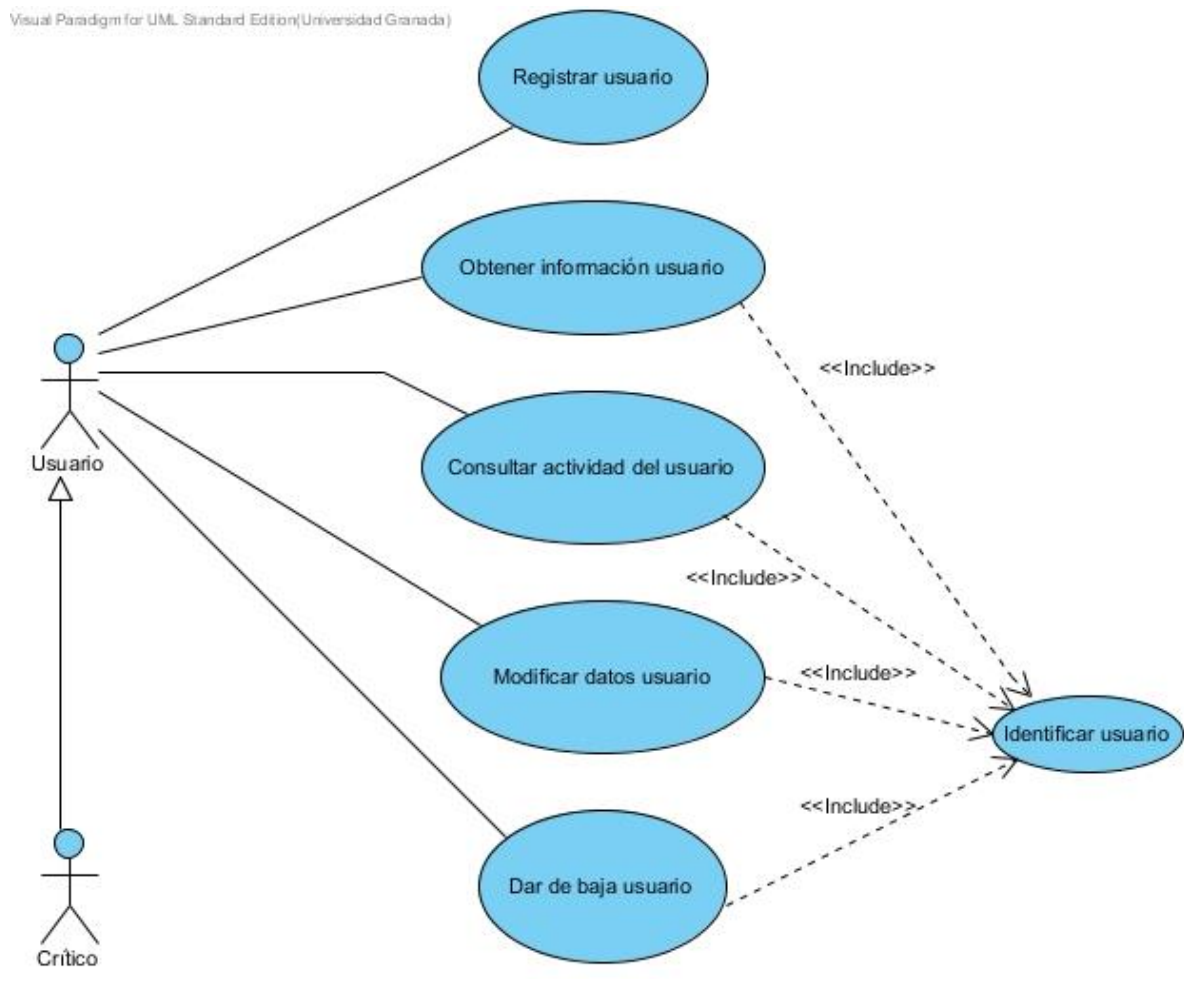 Visual Paradigm for UML Standard Edition(Universidad Granada)
Registrar usuario
Obtener información usuario
<<Include>>
Usuario
Consultar actividad del usuario
<<Include>>
Modificar datos usuario
<<Include>>
Identificar usuario
<<Include>>
Dar de baja usuario
Crítico